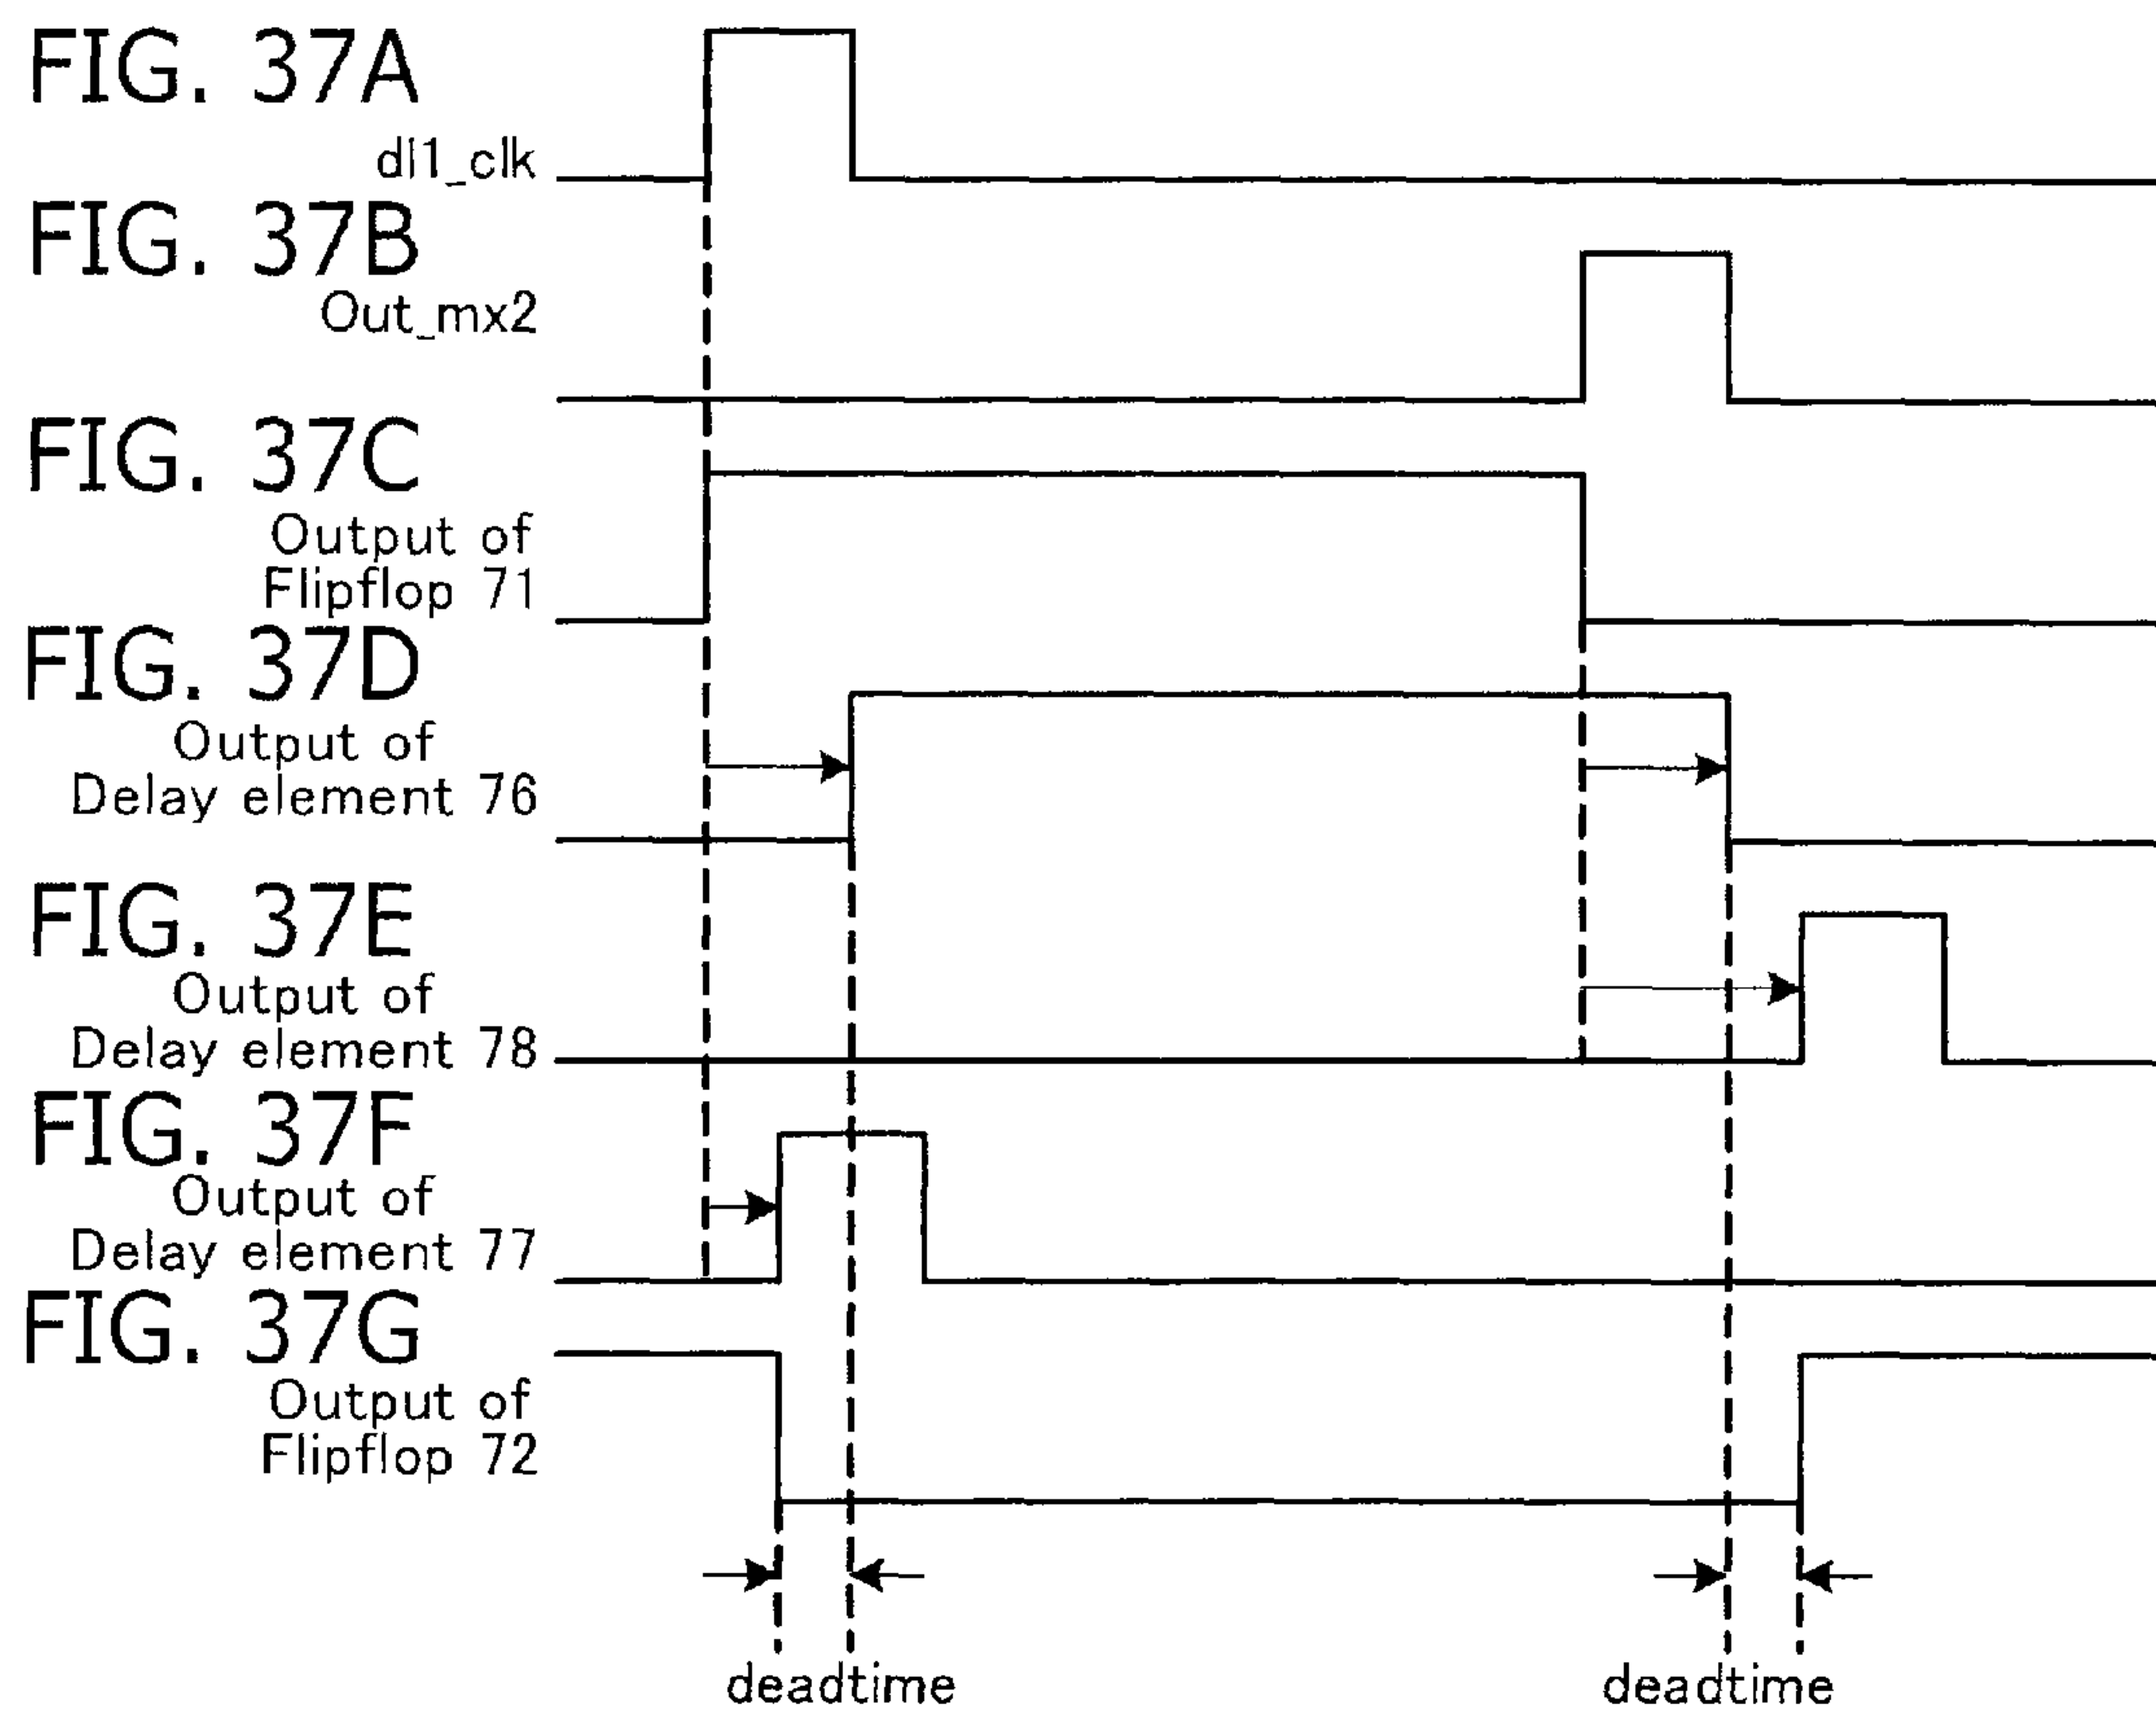 FIG. 37A
dl1_clk
FIG. 37B
Out_mx2
FIG. 37C
Output of
Flipflop 71
FIG. 37D
Output of
Delay element 76
FIG. 37E
Output of
Delay element 78
FIG. 37F
Output of
Delay element 77
FIG. 37G
Output of
Flipflop 72
deadtime
deadtime